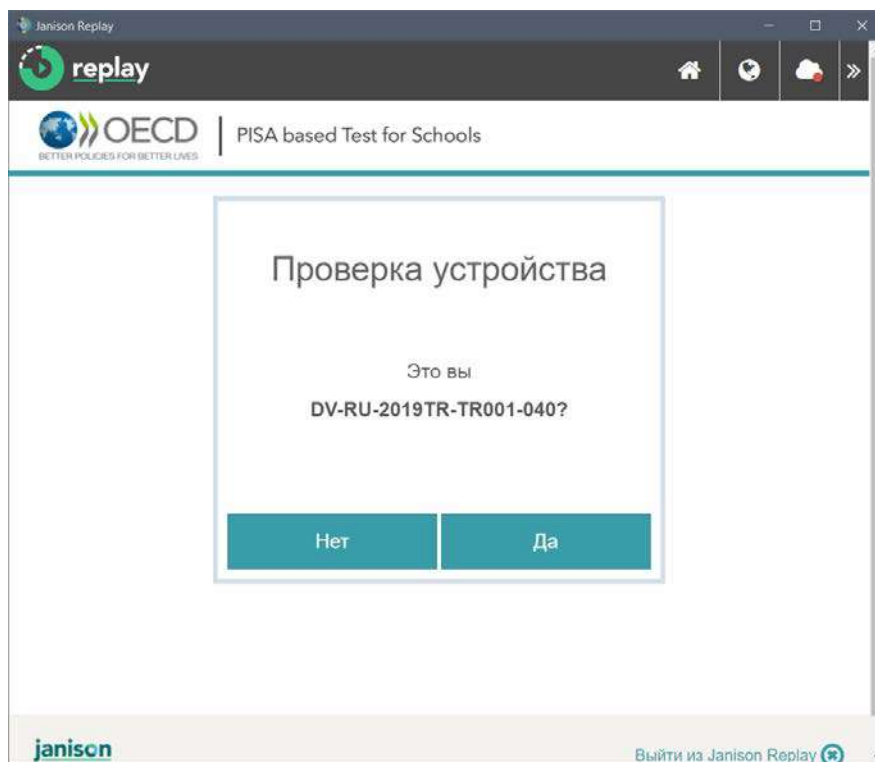 Janison Replay
replay
OECD
BETTER POLICIES FOR BETTER LIVES
PISA based Test for Schools
Проверка устройства
Это вы
DV-RU-2019TR-TR001-040?
Нет
Да
janison
Выйти из Janison Replay